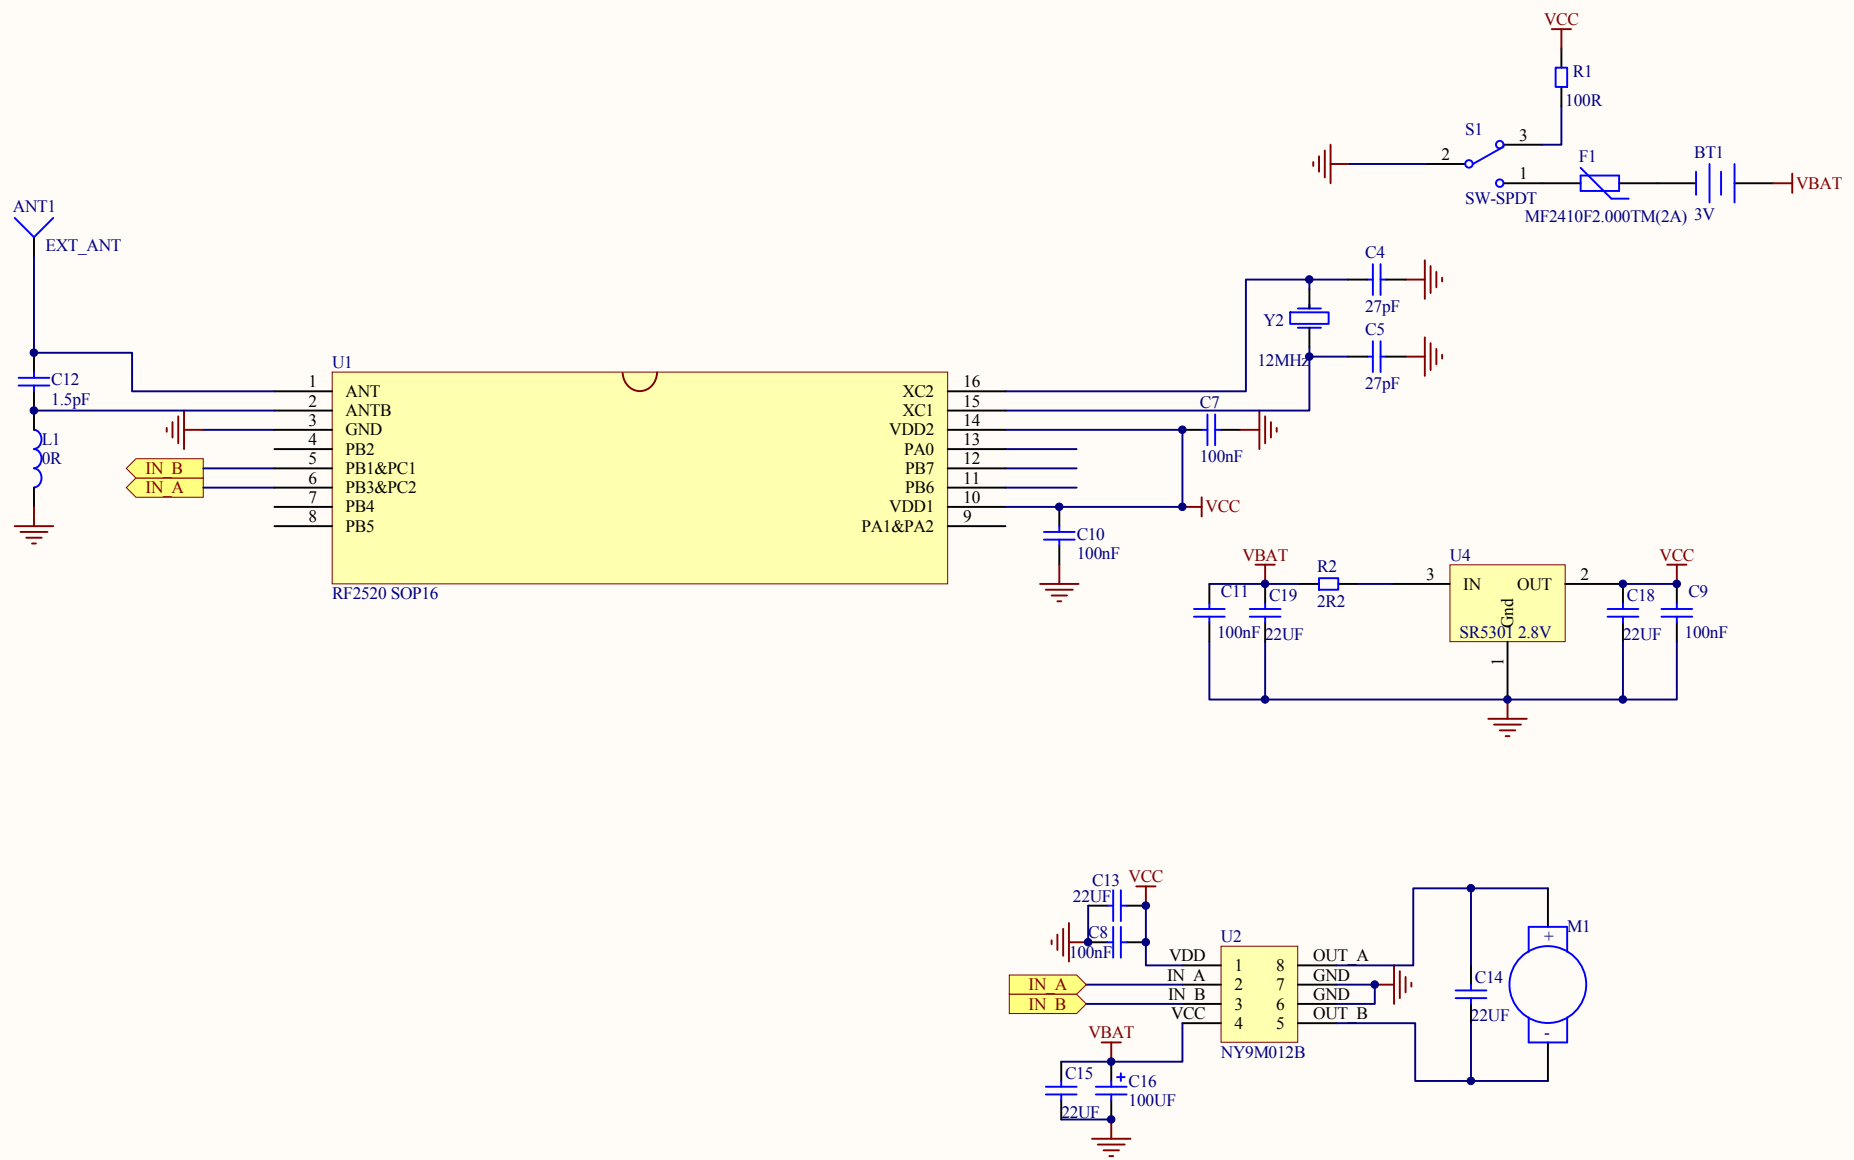 VCC
R1
100R
S1
3
2
1
SW-SPDT
F1
MF2410F2.000TM(2A)
BT1
3V
VBAT
ANT1
EXT_ANT
C12
1.5pF
L1
0R
IN_B
IN_A
U1
1 ANT
2 ANTB
3 GND
4 PB2
5 PB1&PC1
6 PB3&PC2
7 PB4
8 PB5
XC2 16
XC1 15
VDD2 14
PA0 13
PB7 12
PB6 11
VDD1 10
PA1&PA2 9
RF2520 SOP16
C4
27pF
Y2
12MHz
C5
27pF
C7
100nF
VCC
C10
100nF
VBAT
C11
100nF
C19
22UF
R2
2R2
U4
3 IN OUT 2
Gnd
SR5301 2.8V
1
VCC
C18
22UF
C9
100nF
C13
22UF
VCC
C8
100nF
U2
VDD 1 8 OUT_A
IN_A IN_A 2 7 GND
IN_B IN_B 3 6 GND
VCC 4 5 OUT_B
NY9M012B
VBAT
C15
22UF
+
C16
100UF
C14
22UF
M1
+
-